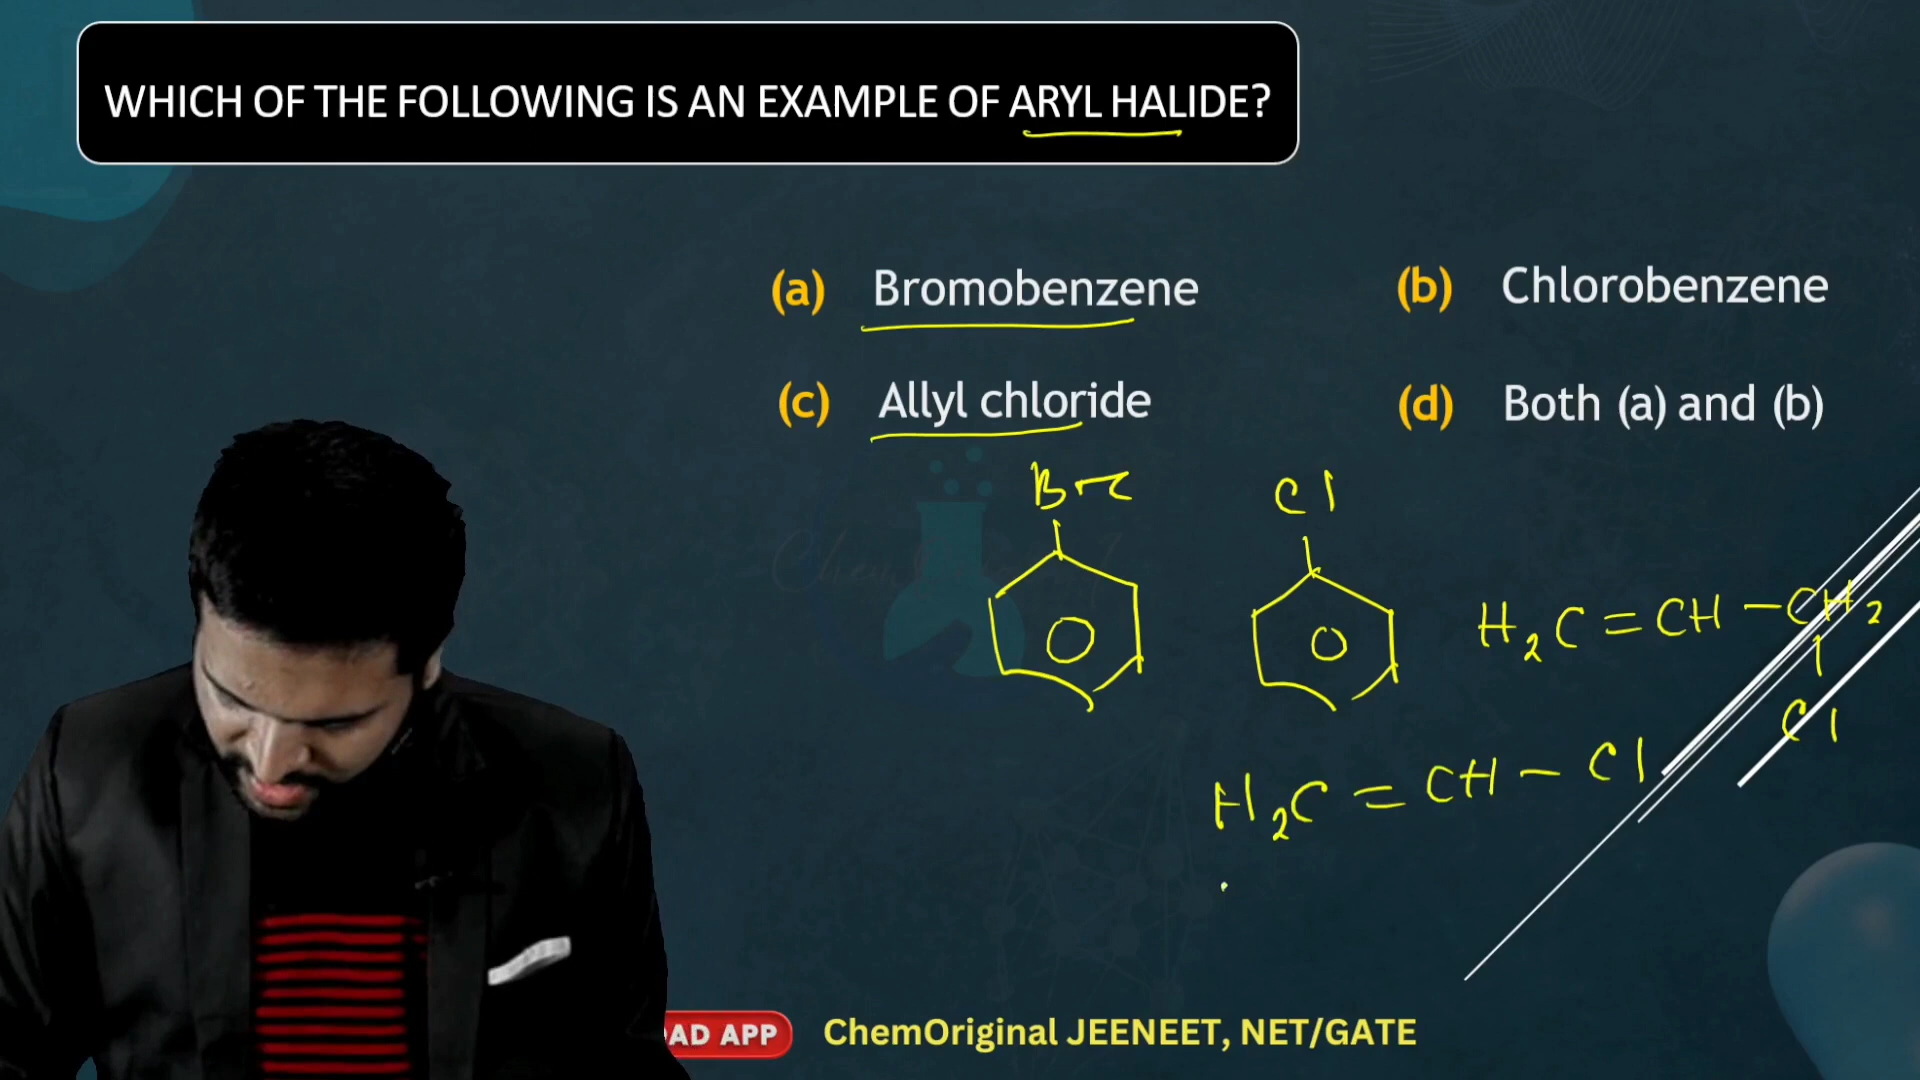 WHICH OF THE FOLLOWING IS AN EXAMPLE OF ARYL HALIDE?
(a) Bromobenzene (b) Chlorobenzene
(c) Allyl chloride (d) Both (a) and (b)
Br Cl
H₂C = CH – CH₂
Cl
H₂C = CH – Cl
AD APP ChemOriginal JEENEET, NET/GATE